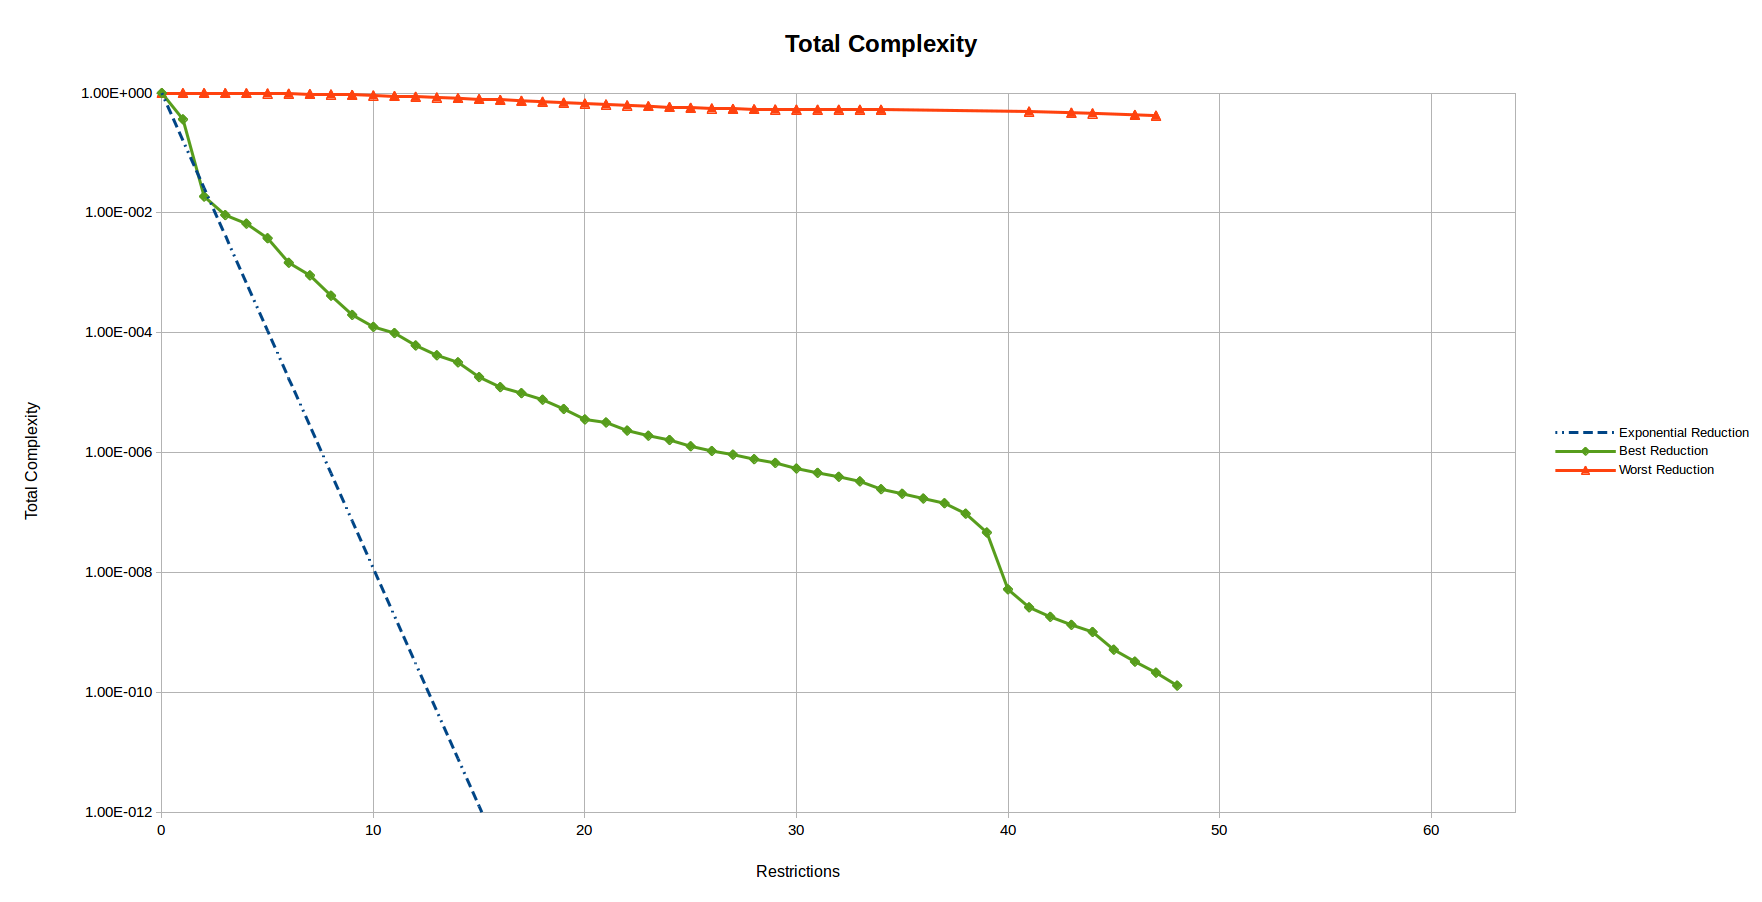 Total Complexity
1.00E+000
1.00E-002
1.00E-004
1.00E-006
1.00E-008
1.00E-010
1.00E-012
Total Complexity
0 10 20 30 40 50 60
Restrictions
Exponential Reduction
Best Reduction
Worst Reduction